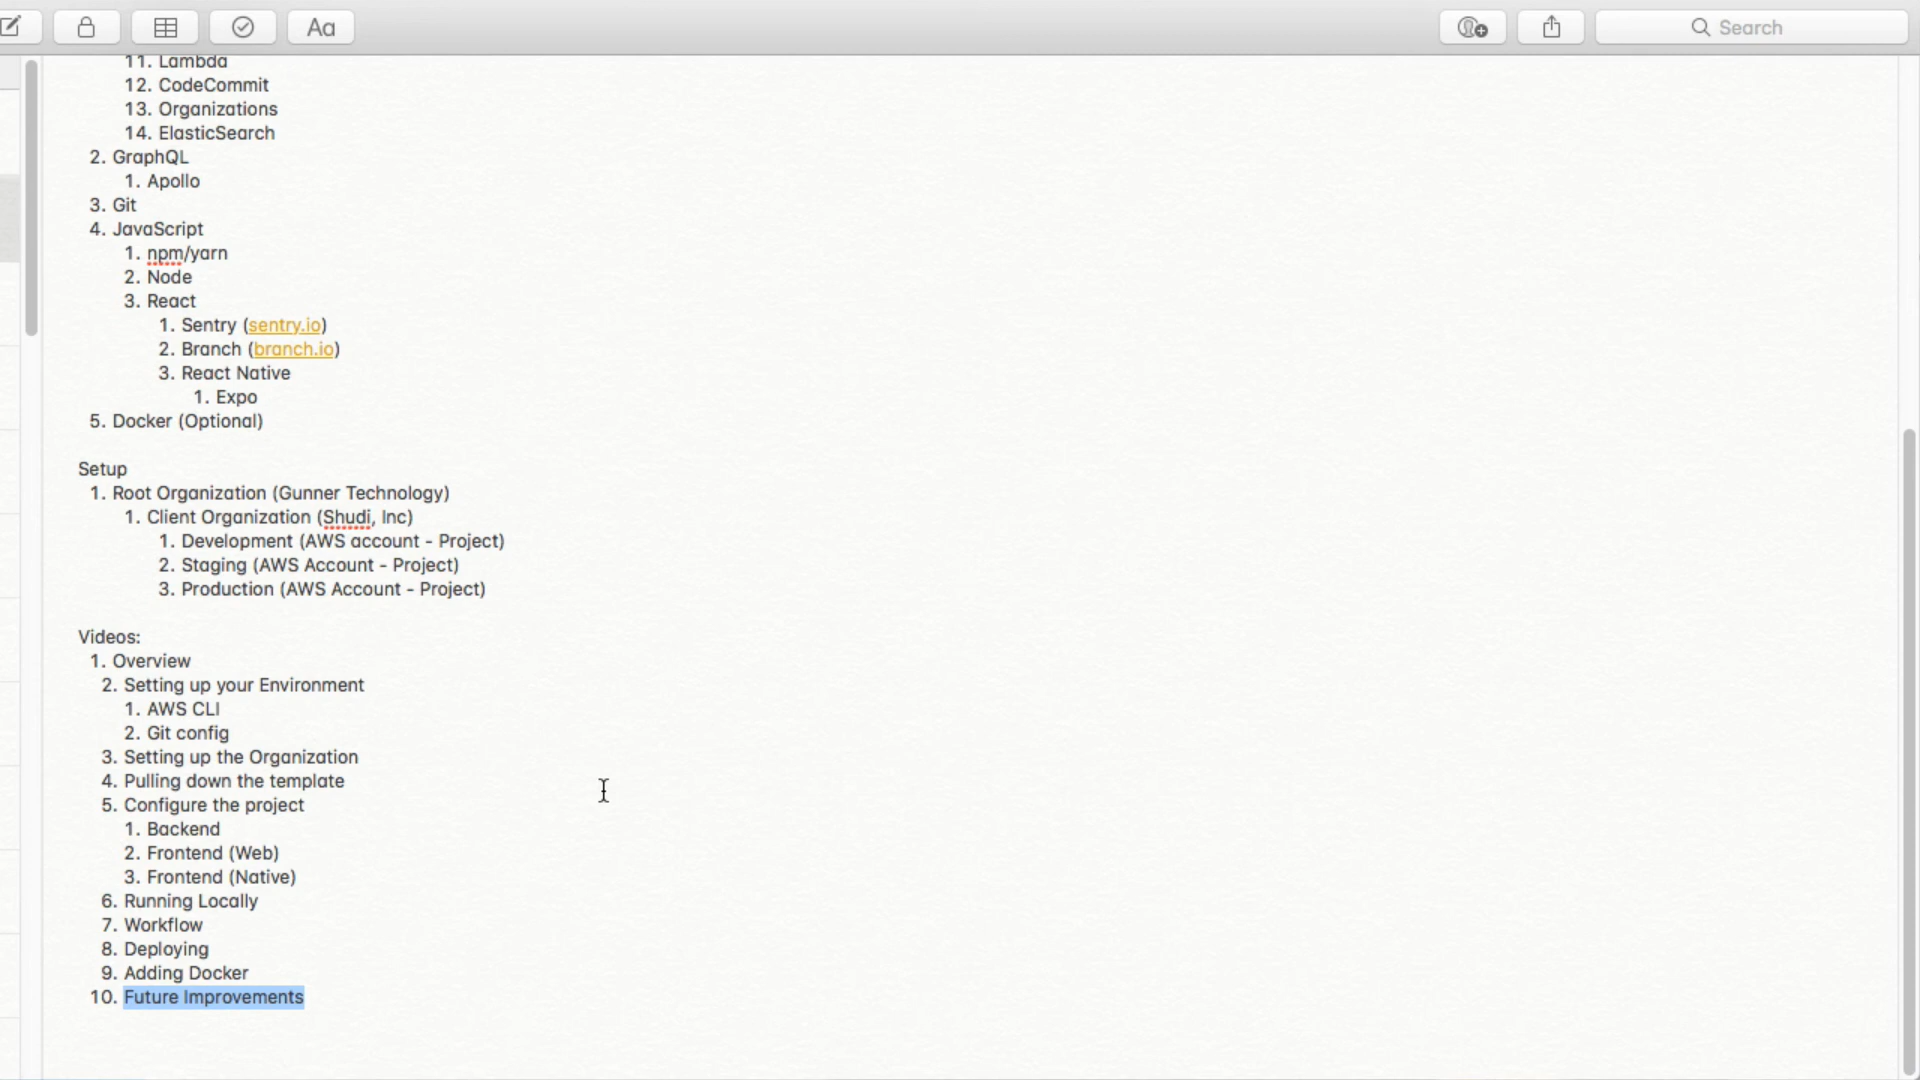 Aa
Search
11. Lambda
12. CodeCommit
13. Organizations
14. ElasticSearch
2. GraphQL
1. Apollo
3. Git
4. JavaScript
1. npm/yarn
2. Node
3. React
1. Sentry (sentry.io)
2. Branch (branch.io)
3. React Native
1. Expo
5. Docker (Optional)
Setup
1. Root Organization (Gunner Technology)
1. Client Organization (Shudi, Inc)
1. Development (AWS account - Project)
2. Staging (AWS Account - Project)
3. Production (AWS Account - Project)
Videos:
1. Overview
2. Setting up your Environment
1. AWS CLI
2. Git config
3. Setting up the Organization
4. Pulling down the template
5. Configure the project
1. Backend
2. Frontend (Web)
3. Frontend (Native)
6. Running Locally
7. Workflow
8. Deploying
9. Adding Docker
10. Future Improvements